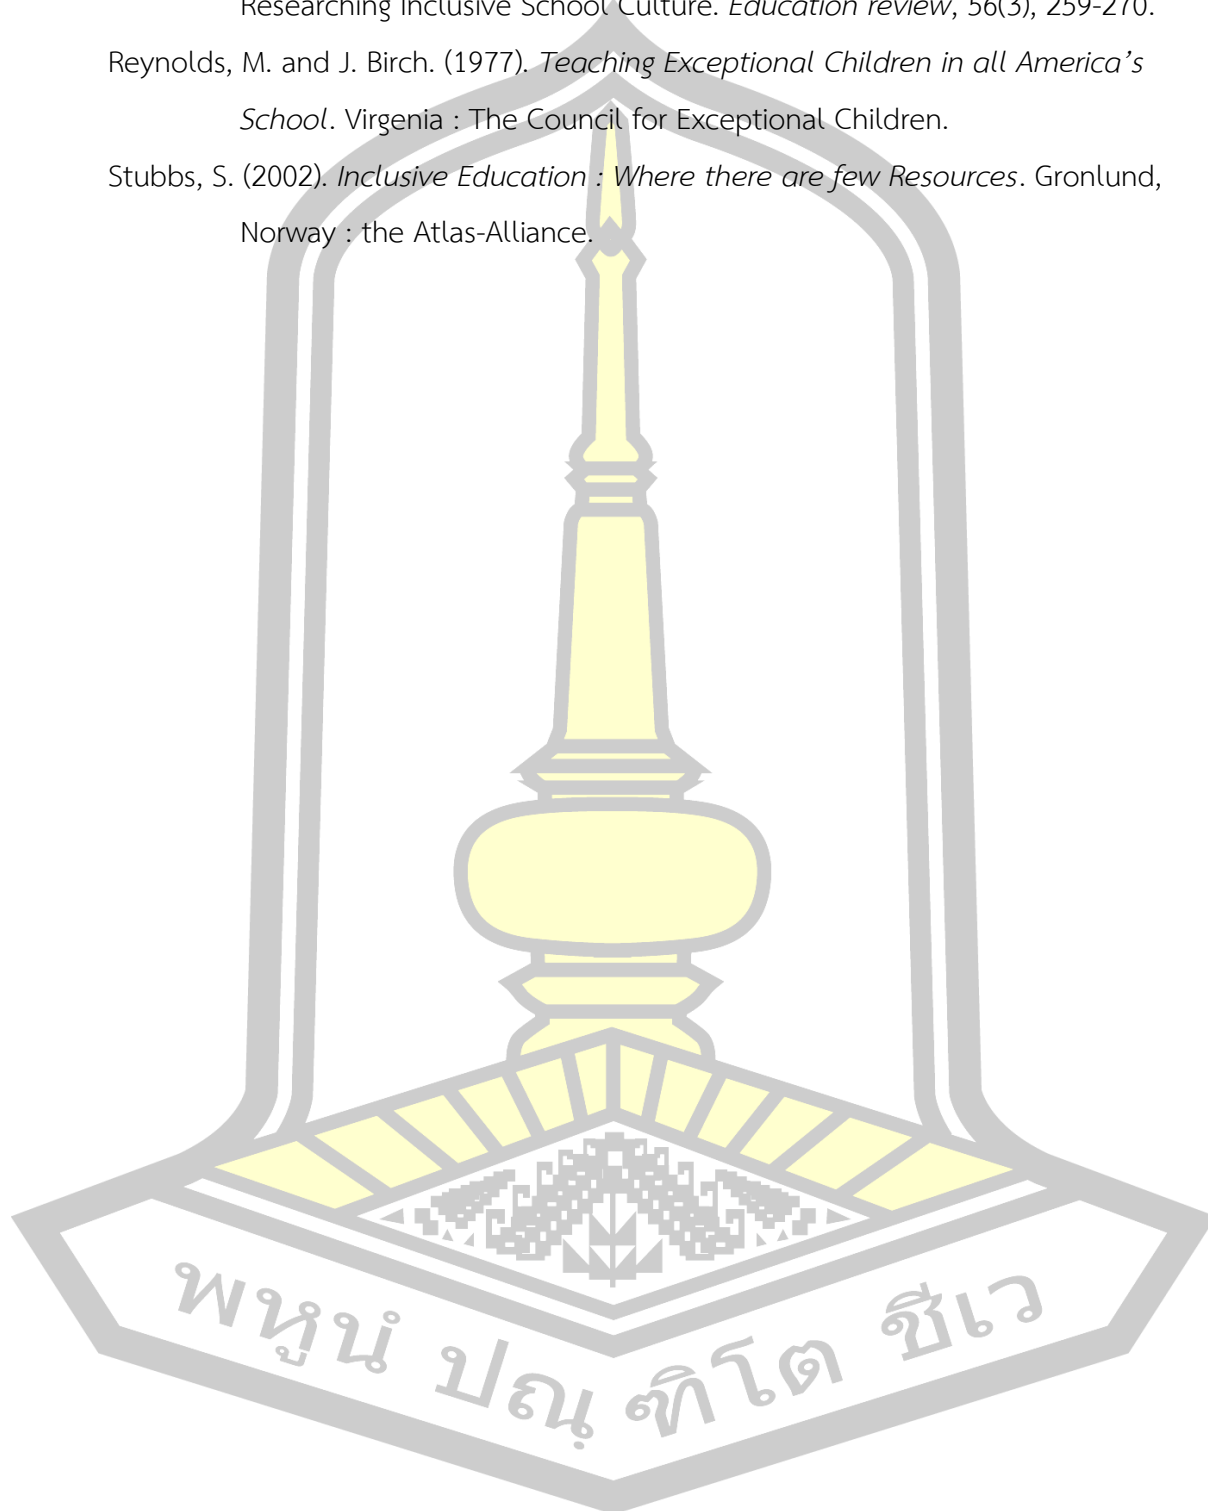 Researching Inclusive School Culture. Education review, 56(3), 259-270.
Reynolds, M. and J. Birch. (1977). Teaching Exceptional Children in all America’s
School. Virgenia : The Council for Exceptional Children.
Stubbs, S. (2002). Inclusive Education : Where there are few Resources. Gronlund,
Norway : the Atlas-Alliance.
พหูนํ ปณฺฑิโต ชีเว